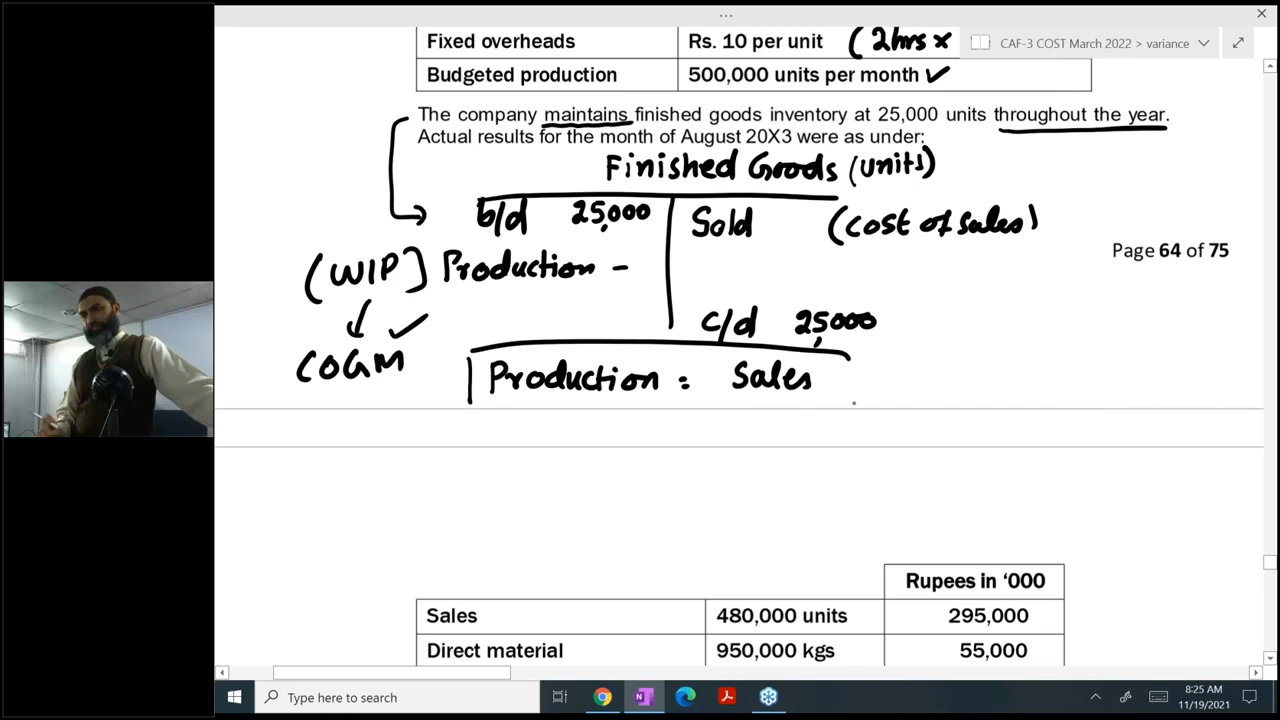 Fixed overheads Rs. 10 per unit (2hrs ×
CAF-3 COST March 2022 > variance
Budgeted production 500,000 units per month ✓
The company maintains finished goods inventory at 25,000 units throughout the year.
Actual results for the month of August 20X3 were as under:
Finished Goods (units)
b/d 25,000 Sold (cost of sales)
Page 64 of 75
(WIP) Production -
c/d 25,000
COGM
Production = Sales
Rupees in ‘000
Sales 480,000 units 295,000
Direct material 950,000 kgs 55,000
Type here to search
8:25 AM
11/19/2021